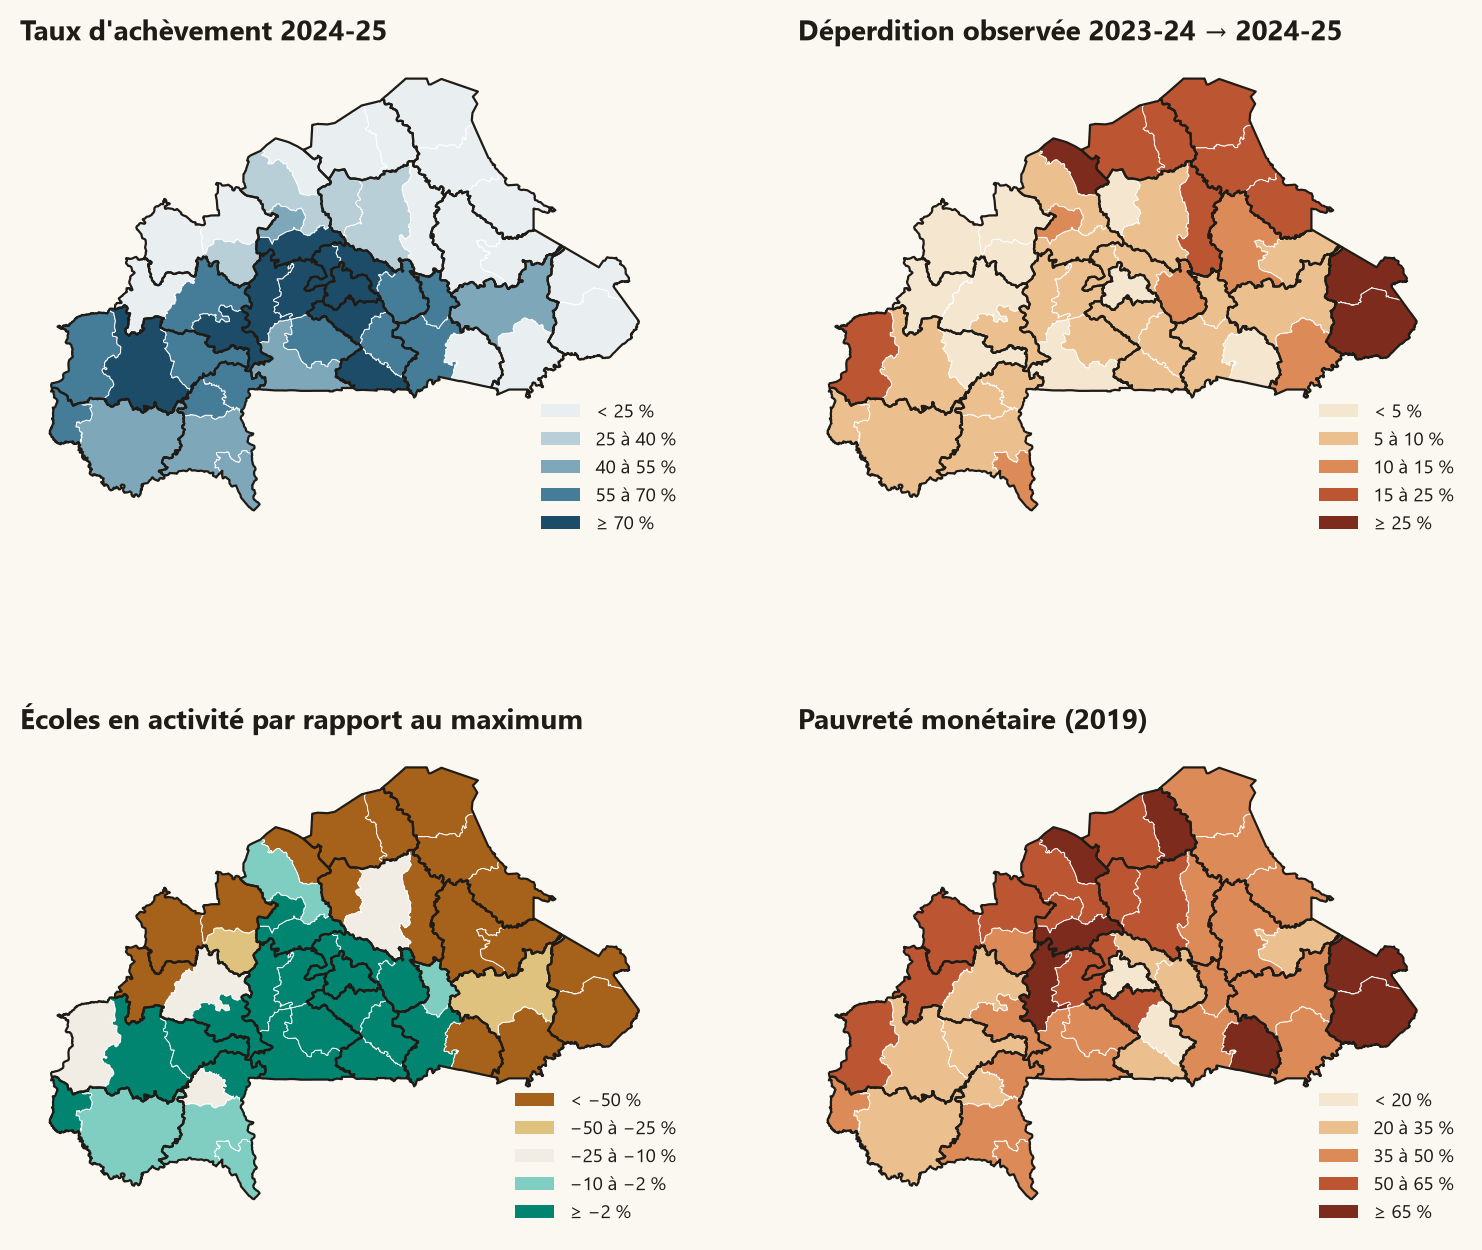 Taux d'achèvement 2024-25
< 25 %
25 à 40 %
40 à 55 %
55 à 70 %
≥ 70 %
Déperdition observée 2023-24 → 2024-25
< 5 %
5 à 10 %
10 à 15 %
15 à 25 %
≥ 25 %
Écoles en activité par rapport au maximum
< −50 %
−50 à −25 %
−25 à −10 %
−10 à −2 %
≥ −2 %
Pauvreté monétaire (2019)
< 20 %
20 à 35 %
35 à 50 %
50 à 65 %
≥ 65 %